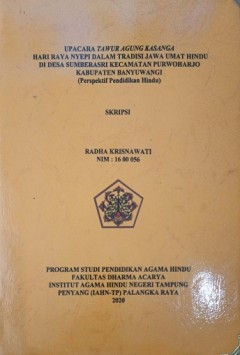 UPACARA TAWUR AGUNG KASANGA
HARI RAYA NYEPI DALAM TRADISI JAWA UMAT HINDU
DI DESA SUMBERASRI KECAMATAN PURWOHARJO
KABUPATEN BANYUWANGI
(Perspektif Pendidikan Hindu)
SKRIPSI
RADHA KRISNAWATI
NIM : 16 00 056
PROGRAM STUDI PENDIDIKAN AGAMA HINDU
FAKULTAS DHARMA ACARYA
INSTITUT AGAMA HINDU NEGERI TAMPUNG
PENYANG (IAHN-TP) PALANGKA RAYA
2020